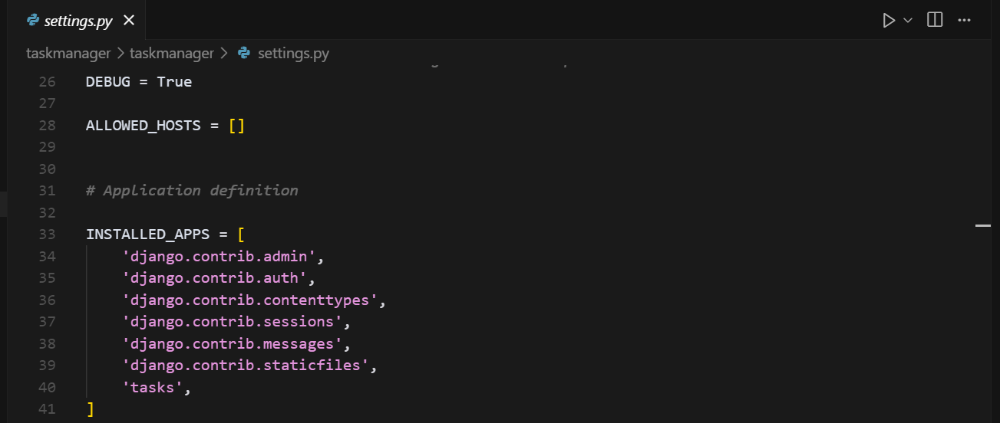 settings.py
taskmanager > taskmanager > settings.py
26 DEBUG = True
27
28 ALLOWED_HOSTS = []
29
30
31 # Application definition
32
33 INSTALLED_APPS = [
34     'django.contrib.admin',
35     'django.contrib.auth',
36     'django.contrib.contenttypes',
37     'django.contrib.sessions',
38     'django.contrib.messages',
39     'django.contrib.staticfiles',
40     'tasks',
41 ]